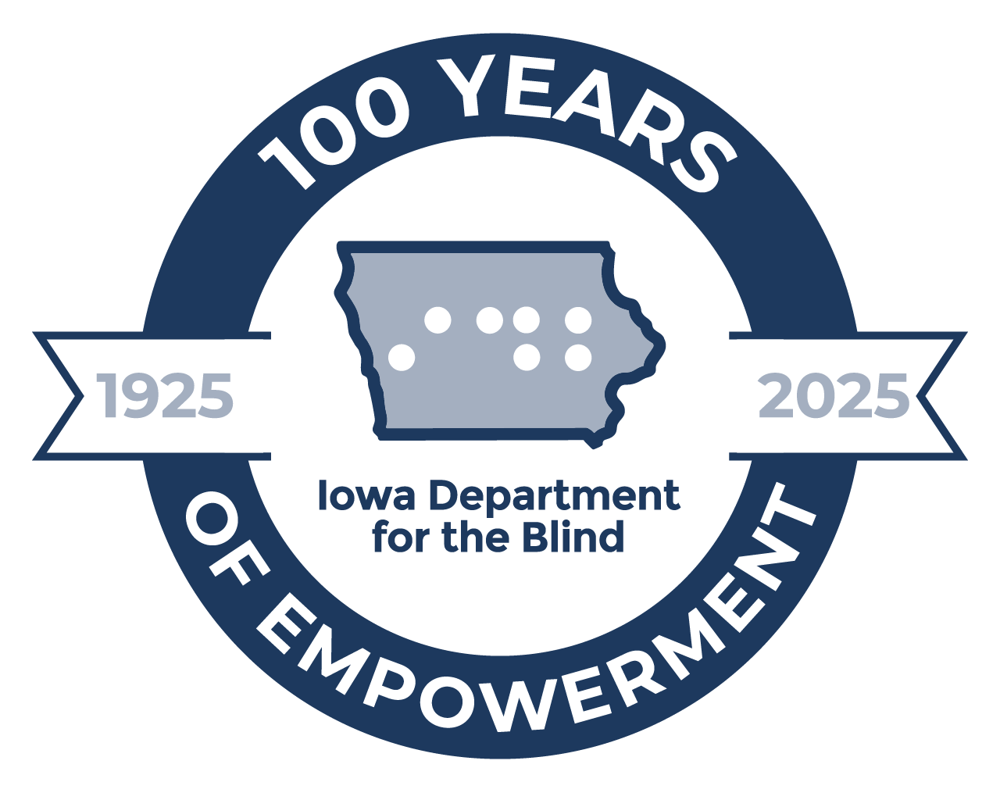 100 YEARS
1925
⠊⠙⠃
2025
Iowa Department
for the Blind
OF EMPOWERMENT